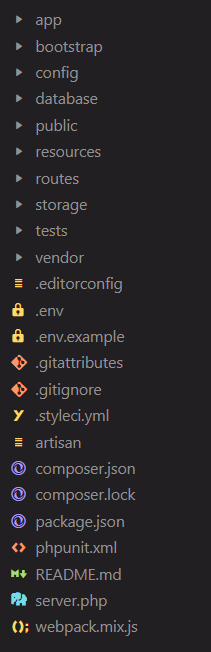 app
bootstrap
config
database
public
resources
routes
storage
tests
vendor
.editorconfig
.env
.env.example
.gitattributes
.gitignore
.styleci.yml
artisan
composer.json
composer.lock
package.json
phpunit.xml
README.md
server.php
webpack.mix.js